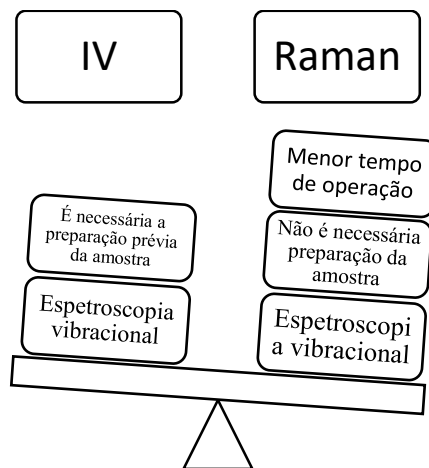 IV
Raman
É necessária a
preparação prévia
da amostra
Espetroscopia
vibracional
Menor tempo
de operação
Não é necessária
preparação da
amostra
Espetroscopi
a vibracional